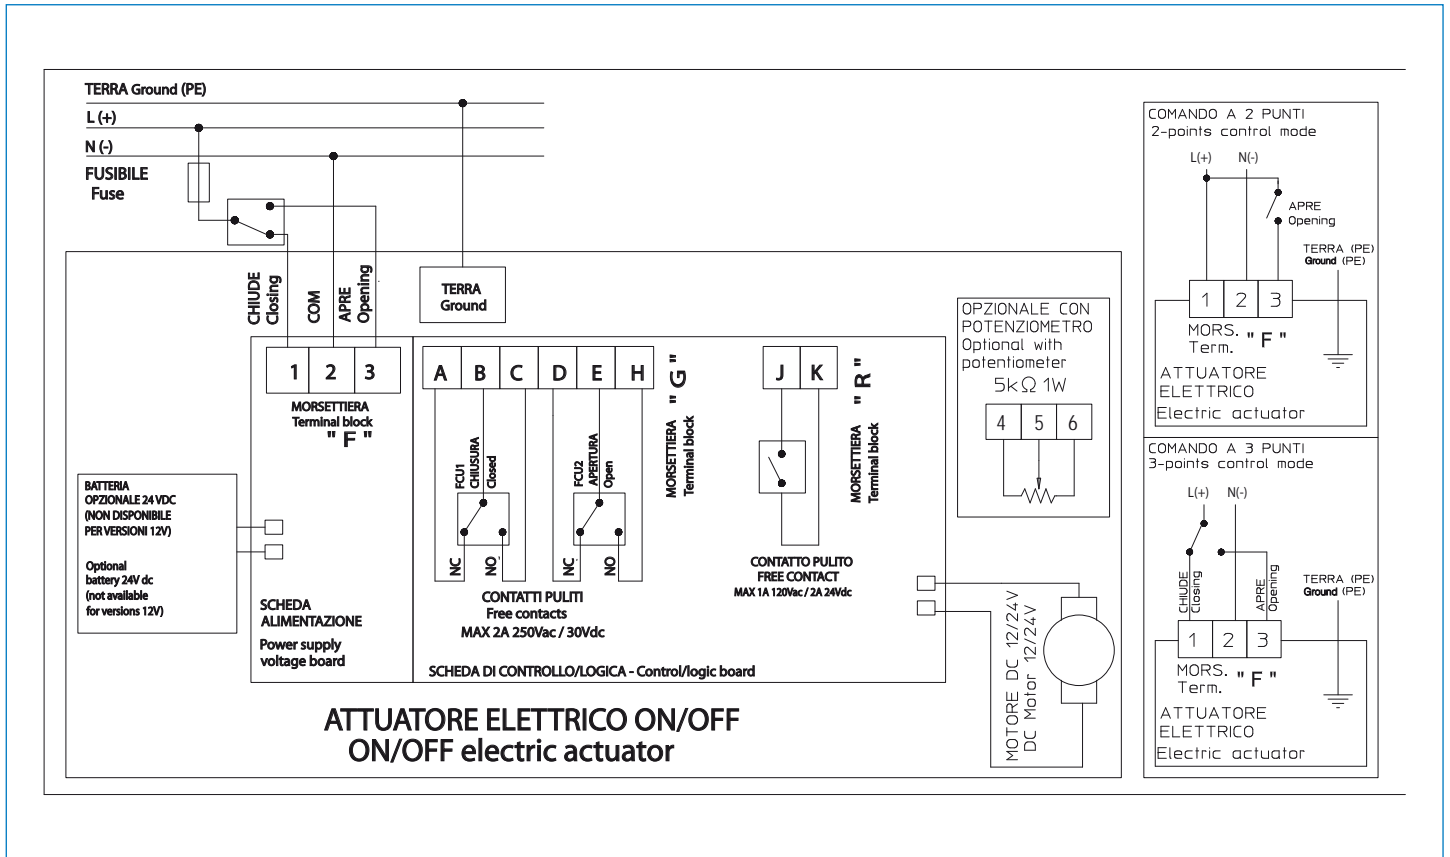 TERRA Ground (PE)
L (+)
N (-)
FUSIBILE
Fuse
CHIUDE
Closing
COM
APRE
Opening
TERRA
Ground
1 2 3
MORSETTIERA
Terminal block
" F "
A B C D E H
MORSETTIERA " G "
Terminal block
FCU1
CHIUSURA
Closed
FCU2
APERTURA
Open
NC
NO
NC
NO
CONTATTI PULITI
Free contacts
MAX 2A 250Vac / 30Vdc
J K
MORSETTIERA " R "
Terminal block
CONTATTO PULITO
FREE CONTACT
MAX 1A 120Vac / 2A 24Vdc
OPZIONALE CON
POTENZIOMETRO
Optional with
potentiometer
5kΩ 1W
4 5 6
BATTERIA
OPZIONALE 24 VDC
(NON DISPONIBILE
PER VERSIONI 12V)
Optional
battery 24V dc
(not available
for versions 12V)
SCHEDA
ALIMENTAZIONE
Power supply
voltage board
SCHEDA DI CONTROLLO/LOGICA - Control/logic board
MOTORE DC 12/24V
DC Motor 12/24V
ATTUATORE ELETTRICO ON/OFF
ON/OFF electric actuator
COMANDO A 2 PUNTI
2-points control mode
L(+) N(-)
APRE
Opening
TERRA (PE)
Ground (PE)
1 2 3
MORS. " F "
Term.
ATTUATORE
ELETTRICO
Electric actuator
COMANDO A 3 PUNTI
3-points control mode
L(+) N(-)
CHIUDE
Closing
APRE
Opening
TERRA (PE)
Ground (PE)
1 2 3
MORS. " F "
Term.
ATTUATORE
ELETTRICO
Electric actuator